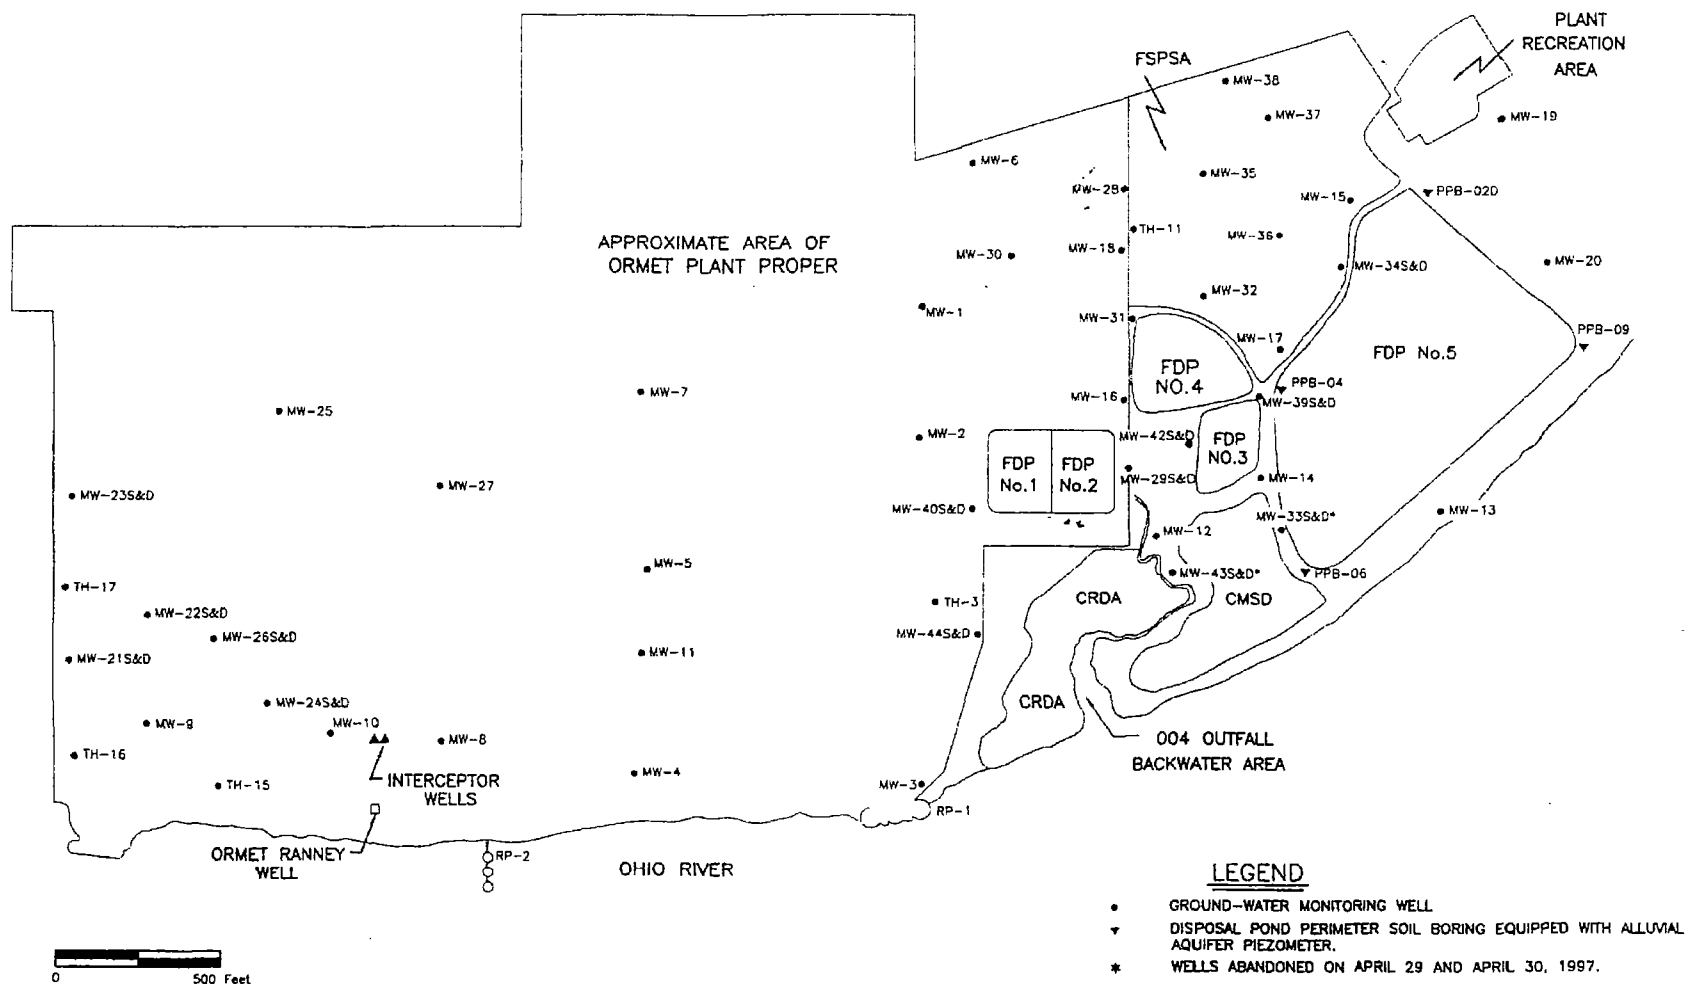 PLANT
RECREATION
AREA
FSPSA
MW-38
MW-37
MW-19
MW-6
MW-35
MW-28
MW-15
PPB-02D
TH-11
MW-36
APPROXIMATE AREA OF
ORMET PLANT PROPER
MW-18
MW-30
MW-34S&D
MW-20
MW-32
MW-1
MW-31
MW-17
PPB-09
FDP No.5
FDP
NO.4
PPB-04
MW-7
MW-16
MW-39S&D
MW-25
MW-2
MW-42S&D
FDP
NO.3
FDP
No.1
FDP
No.2
MW-29S&D
MW-14
MW-27
MW-23S&D
MW-40S&D
MW-33S&D*
MW-13
MW-12
MW-5
MW-43S&D*
PPB-06
TH-17
CRDA
CMSD
TH-3
MW-22S&D
MW-26S&D
MW-44S&D
MW-21S&D
MW-11
MW-24S&D
CRDA
MW-9
MW-10
MW-8
004 OUTFALL
BACKWATER AREA
TH-16
MW-4
INTERCEPTOR
WELLS
TH-15
MW-3
RP-1
ORMET RANNEY
WELL
RP-2
OHIO RIVER
LEGEND
GROUND-WATER MONITORING WELL
DISPOSAL POND PERIMETER SOIL BORING EQUIPPED WITH ALLUVIAL
AQUIFER PIEZOMETER.
* WELLS ABANDONED ON APRIL 29 AND APRIL 30, 1997.
0 500 Feet